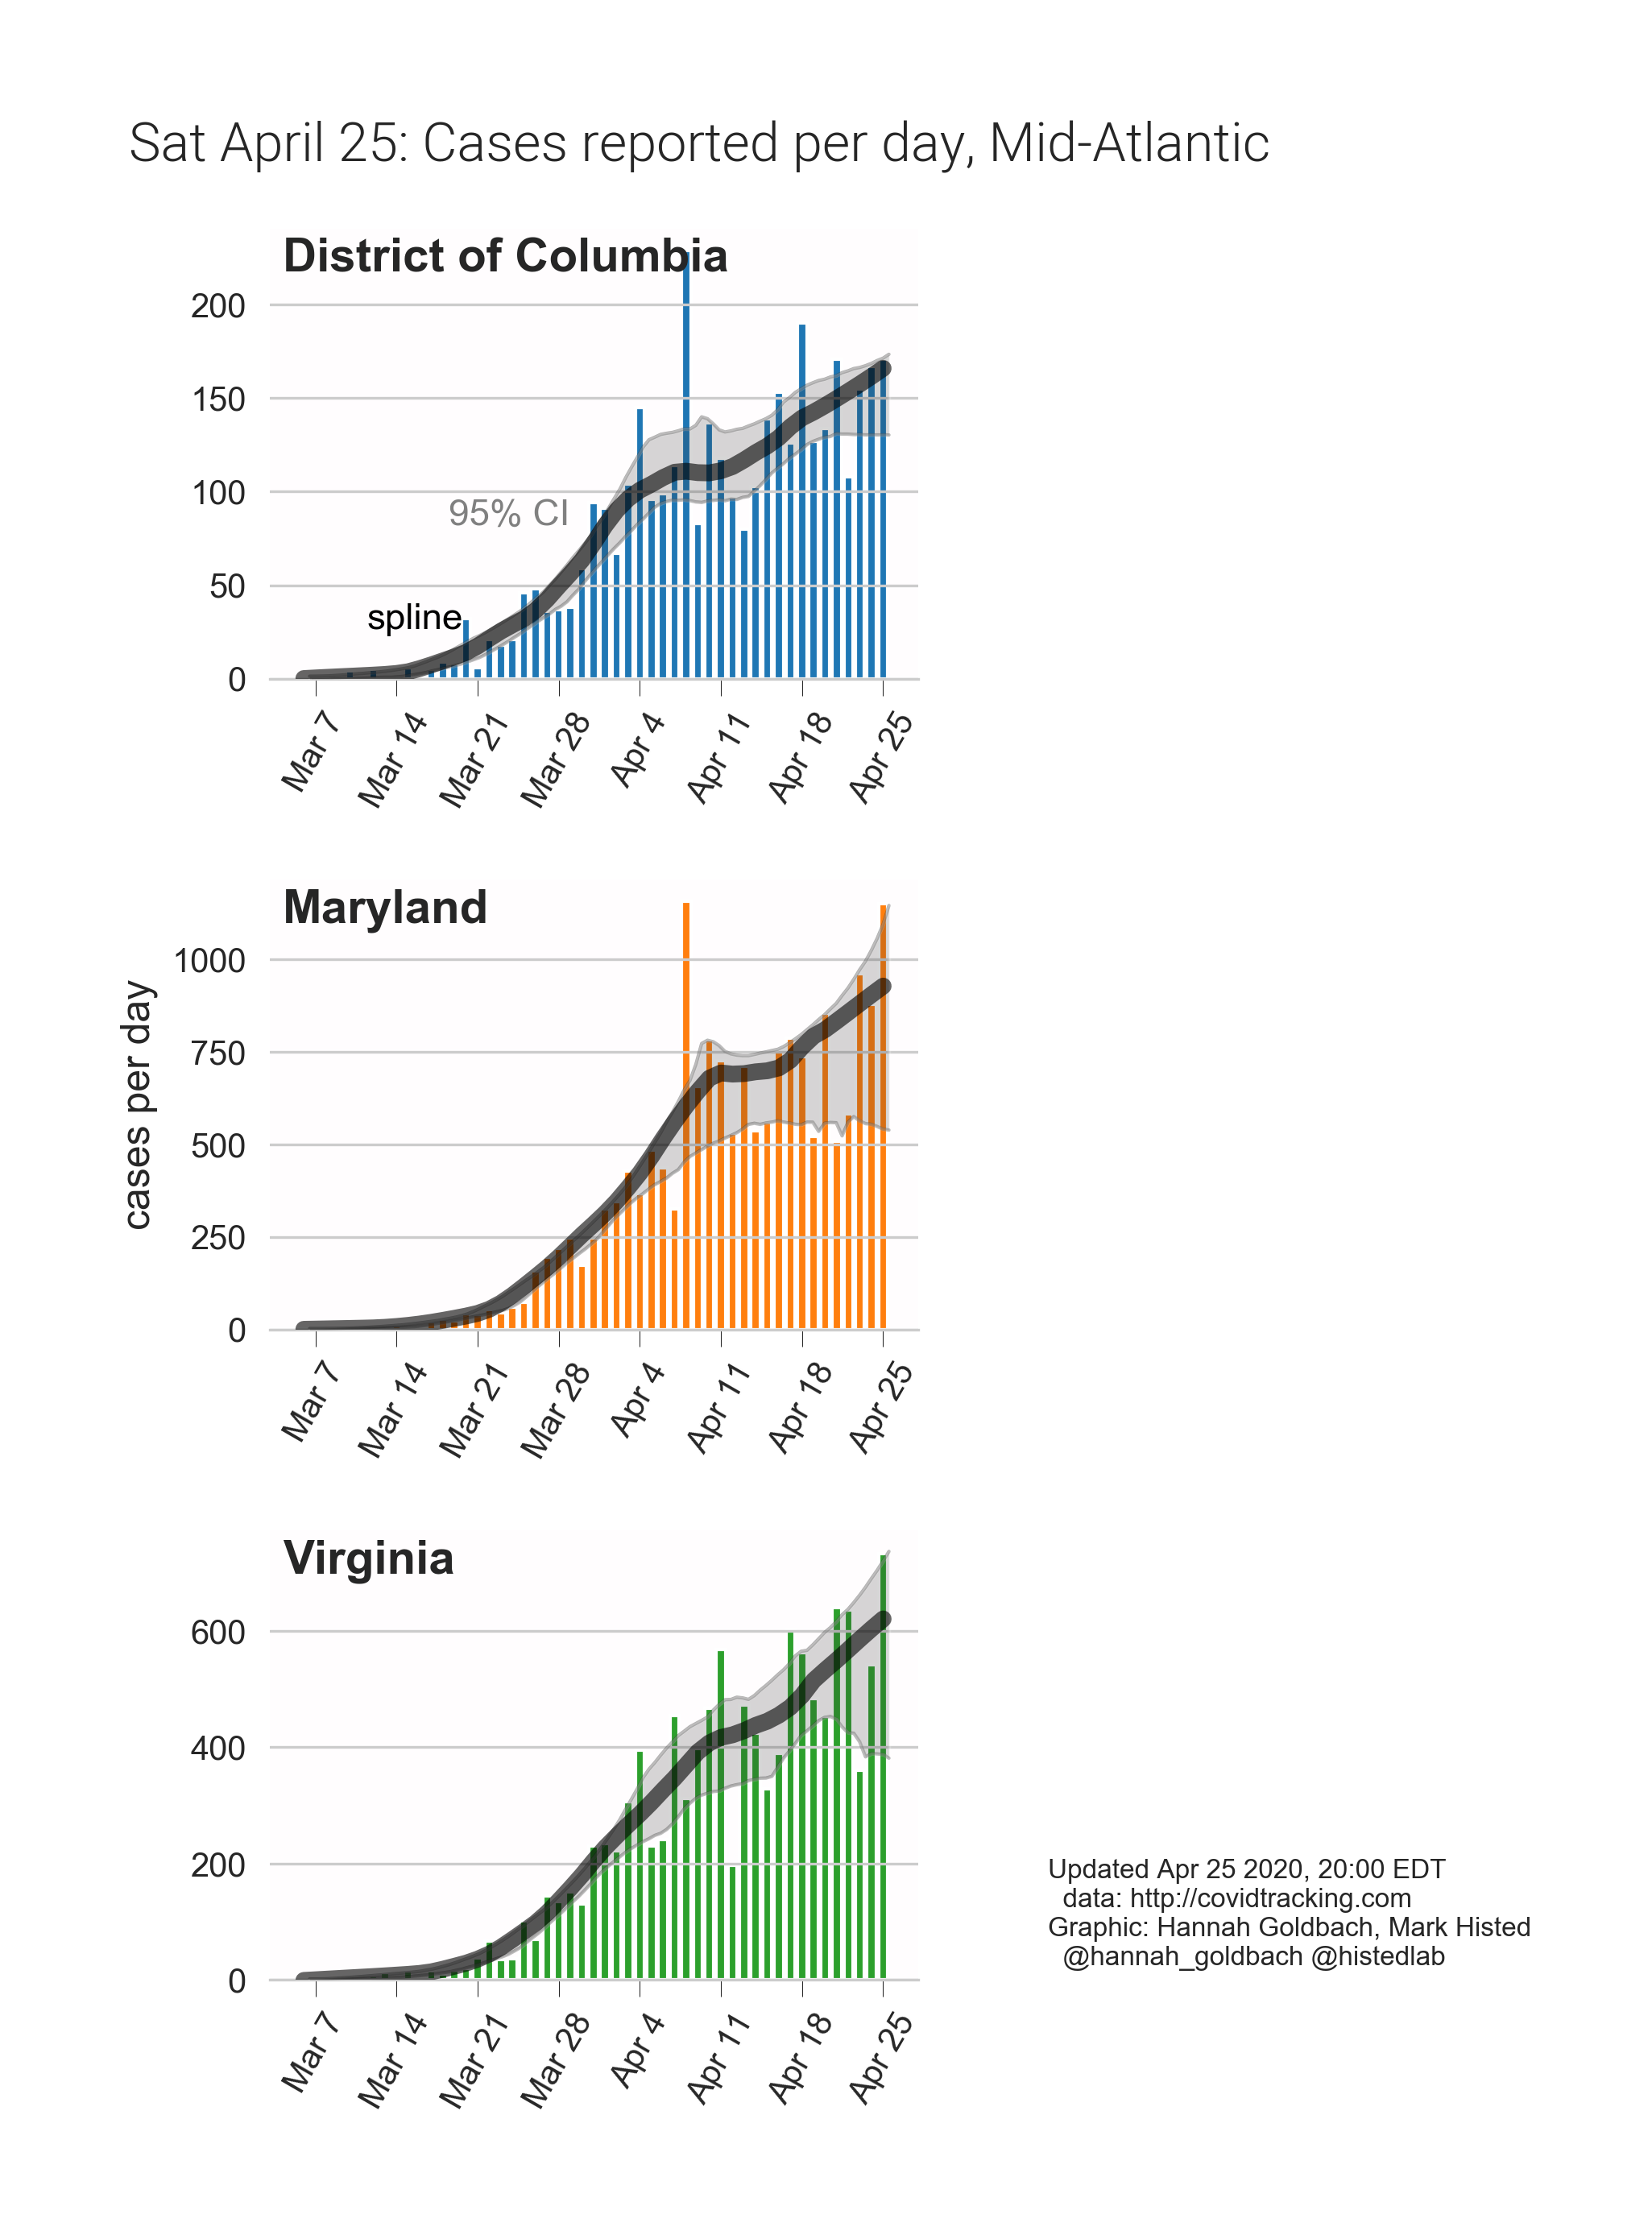 Sat April 25: Cases reported per day, Mid-Atlantic
District of Columbia
200
150
100
50
0
95% CI
spline
Mar 7
Mar 14
Mar 21
Mar 28
Apr 4
Apr 11
Apr 18
Apr 25
Maryland
cases per day
1000
750
500
250
0
Mar 7
Mar 14
Mar 21
Mar 28
Apr 4
Apr 11
Apr 18
Apr 25
Virginia
600
400
200
0
Mar 7
Mar 14
Mar 21
Mar 28
Apr 4
Apr 11
Apr 18
Apr 25
Updated Apr 25 2020, 20:00 EDT
data: http://covidtracking.com
Graphic: Hannah Goldbach, Mark Histed
@hannah_goldbach @histedlab